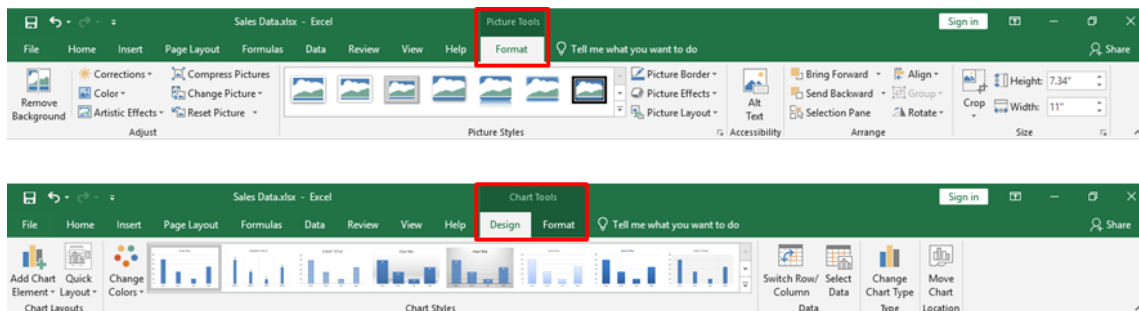 Sales Data.xlsx - Excel
Picture Tools
Sign in
File Home Insert Page Layout Formulas Data Review View Help Format Tell me what you want to do Share
Remove Background
Corrections
Color
Artistic Effects
Compress Pictures
Change Picture
Reset Picture
Adjust
Picture Styles
Picture Border
Picture Effects
Picture Layout
Alt Text
Accessibility
Bring Forward
Send Backward
Selection Pane
Align
Group
Rotate
Arrange
Crop
Height: 7.34"
Width: 11"
Size
Sales Data.xlsx - Excel
Chart Tools
Sign in
File Home Insert Page Layout Formulas Data Review View Help Design Format Tell me what you want to do Share
Add Chart Element
Quick Layout
Chart Layouts
Change Colors
Chart Styles
Switch Row/ Column
Select Data
Data
Change Chart Type
Type
Move Chart
Location